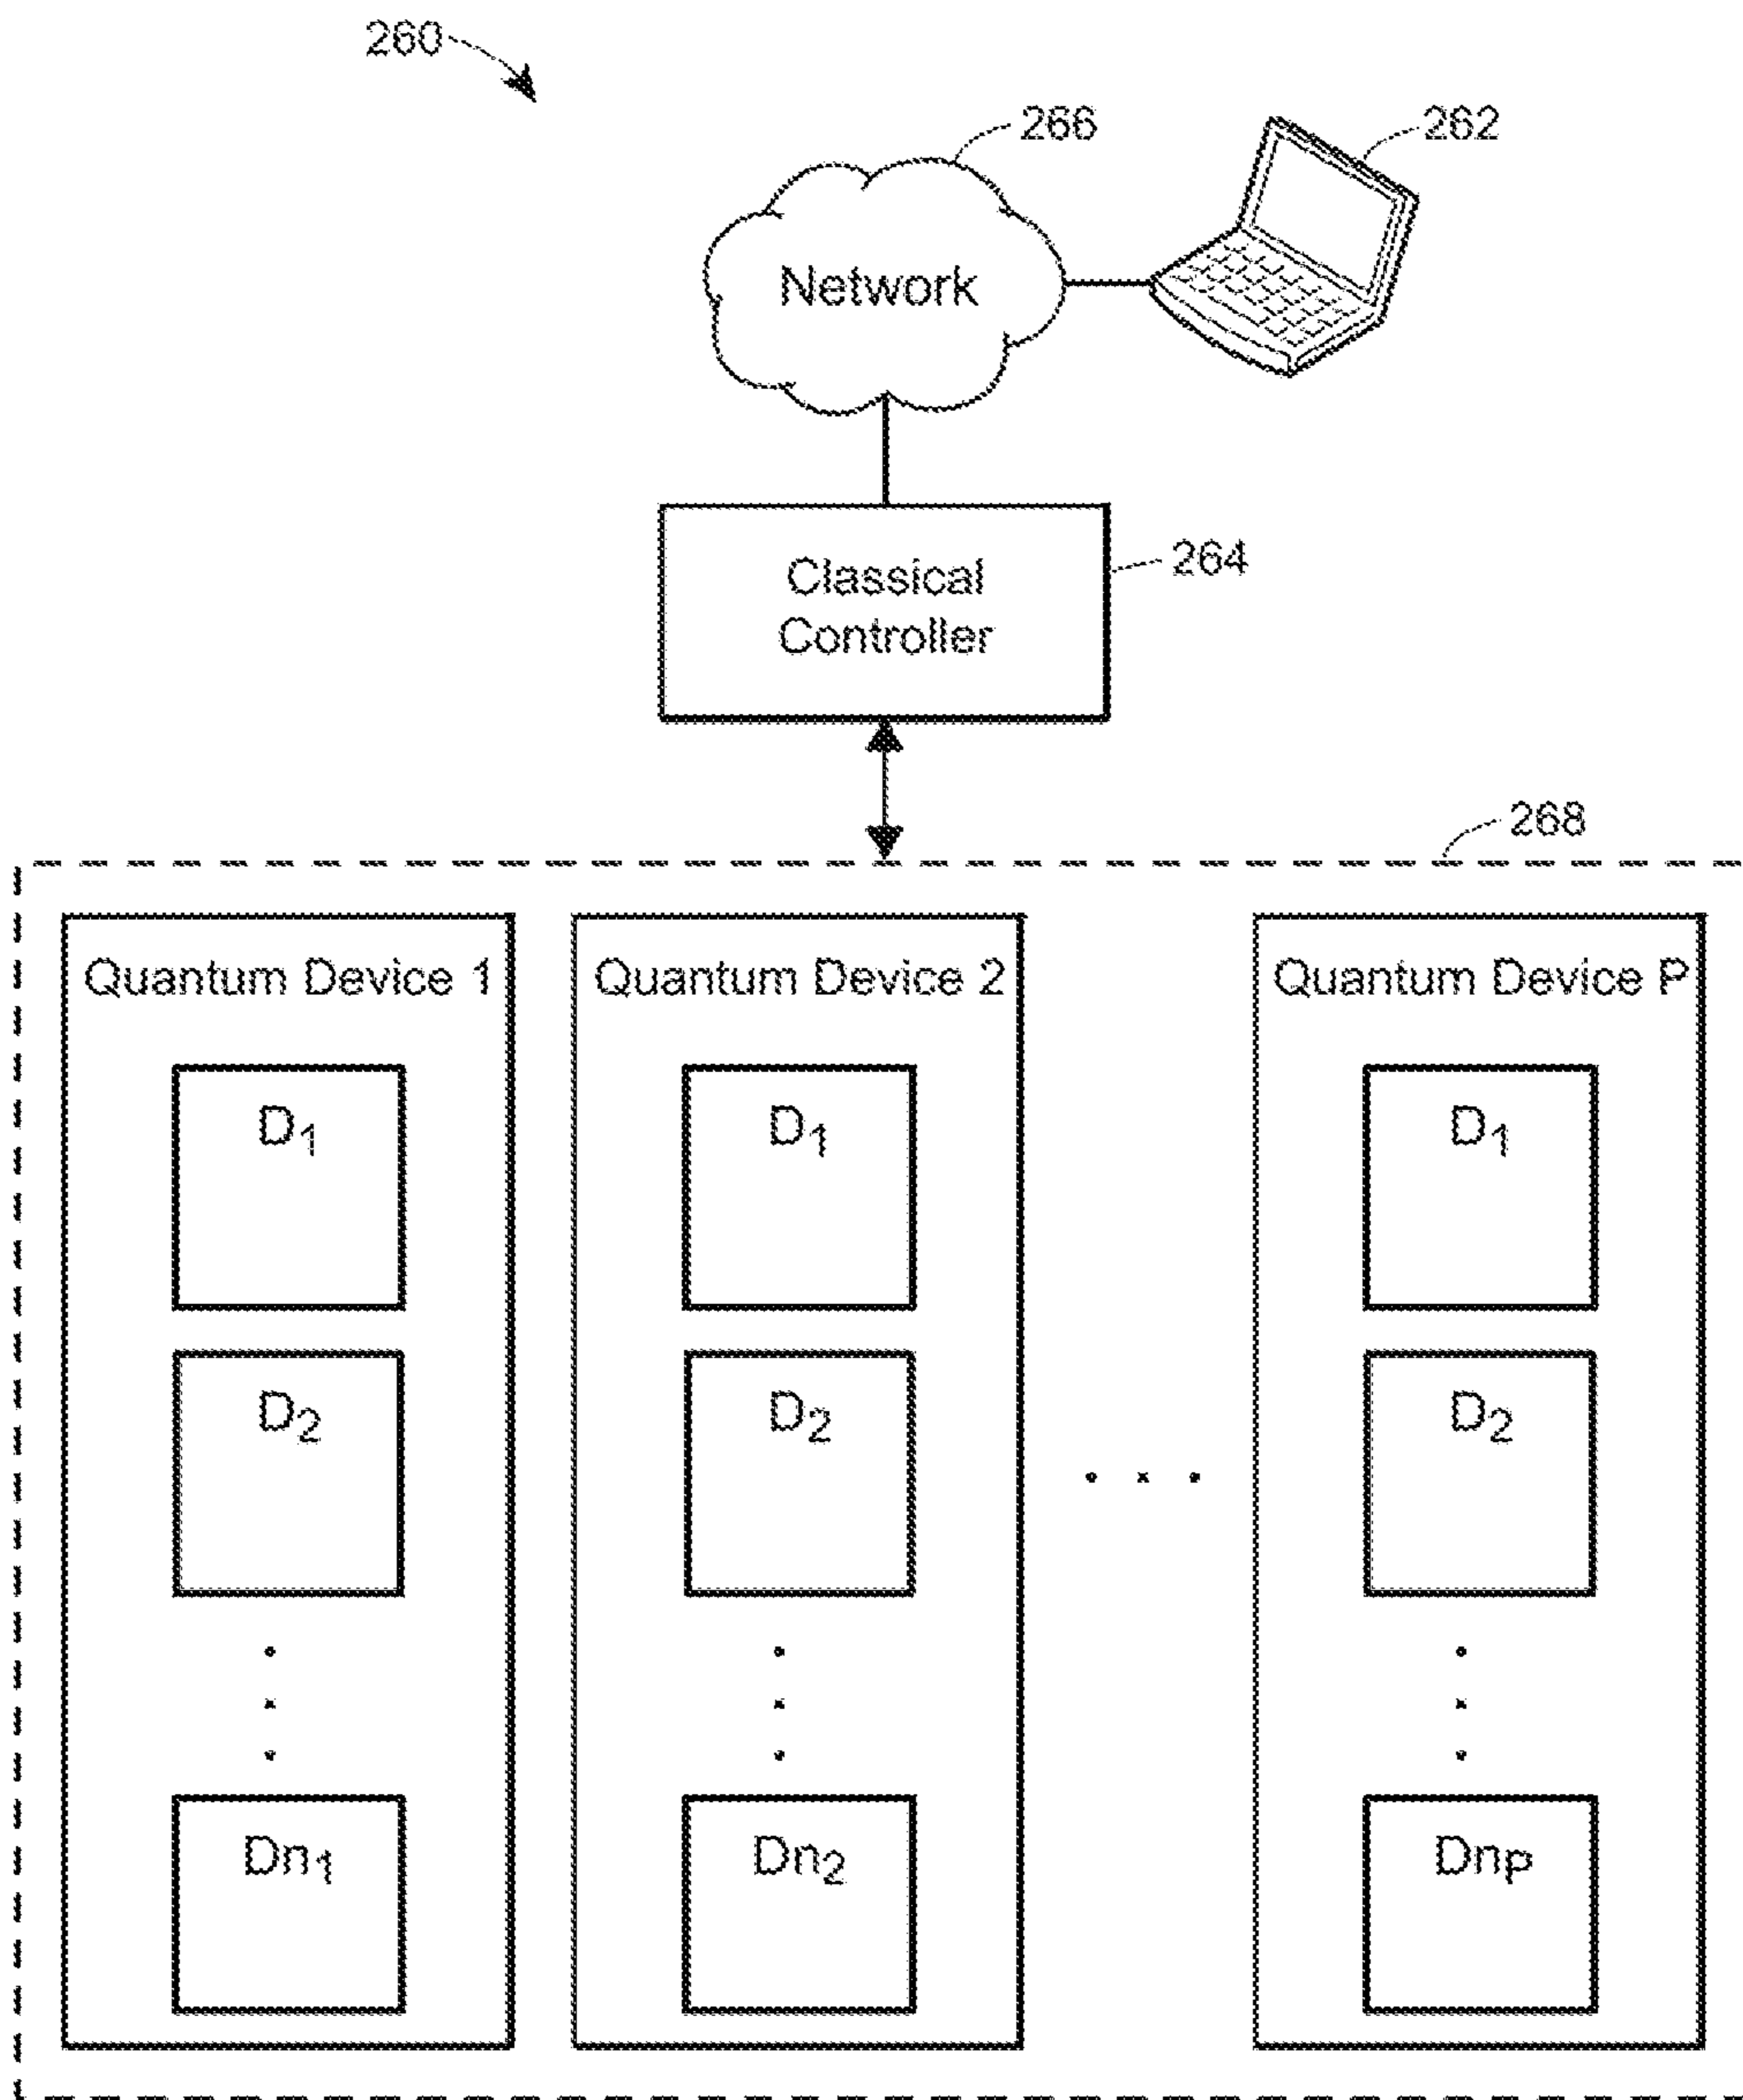 260
266
262
Network
Classical
Controller
264
268
Quantum Device 1
Quantum Device 2
Quantum Device P
D₁
D₁
D₁
D₂
D₂
D₂
. . .
Dn₁
Dn₂
Dnₚ